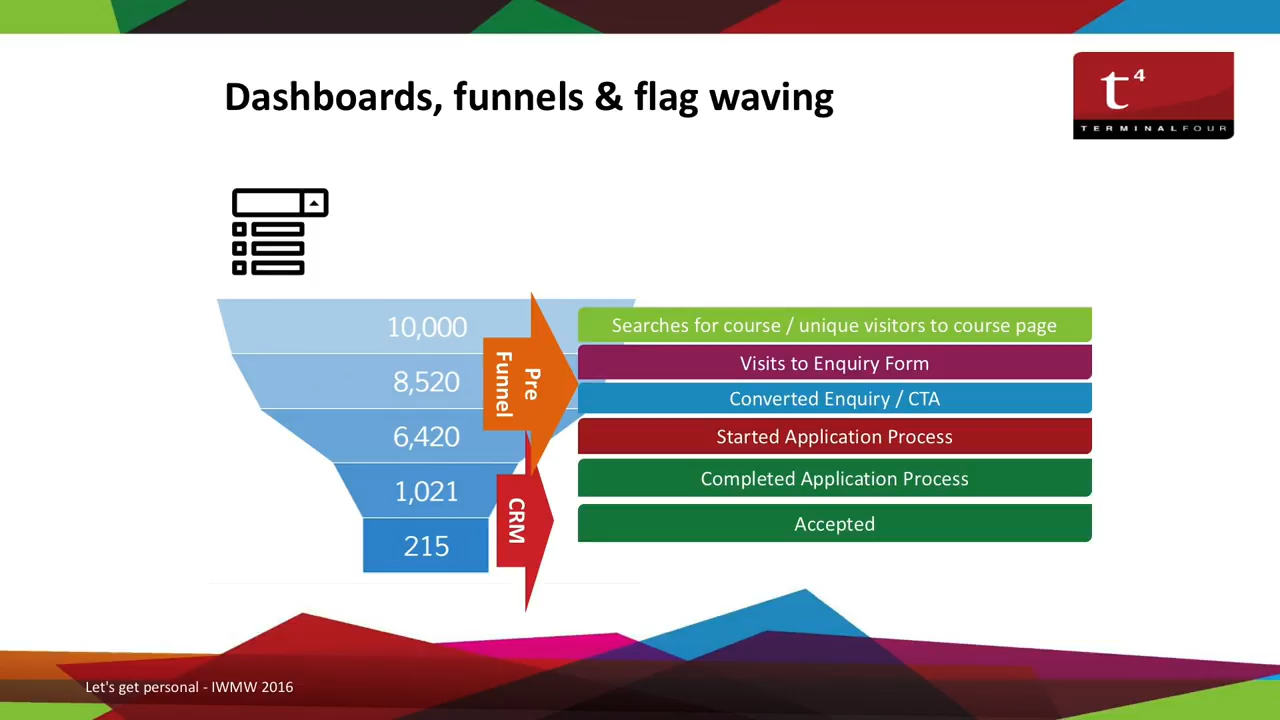 Dashboards, funnels & flag waving
t4
TERMINALFOUR
10,000
8,520
6,420
1,021
215
Pre
Funnel
CRM
Searches for course / unique visitors to course page
Visits to Enquiry Form
Converted Enquiry / CTA
Started Application Process
Completed Application Process
Accepted
Let's get personal - IWMW 2016